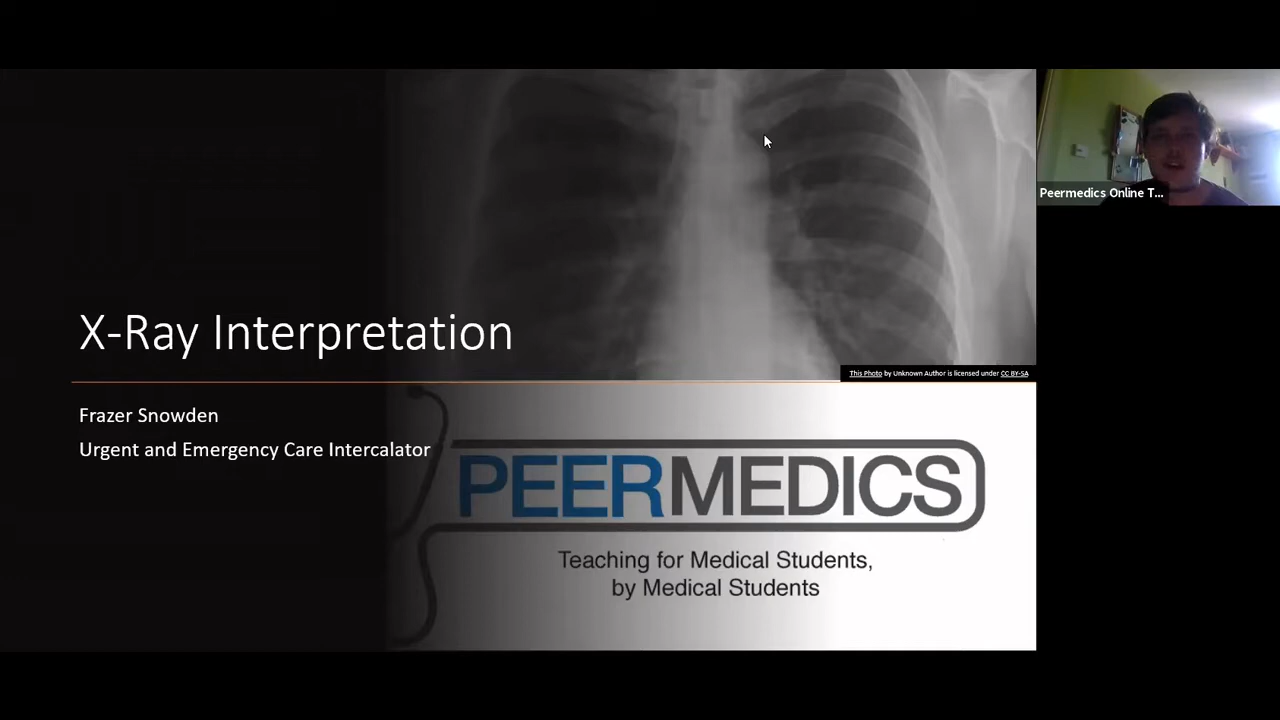 Peermedics Online T...
X-Ray Interpretation
This Photo by Unknown Author is licensed under CC BY-SA
Frazer Snowden
Urgent and Emergency Care Intercalator
PEERMEDICS
Teaching for Medical Students,
by Medical Students